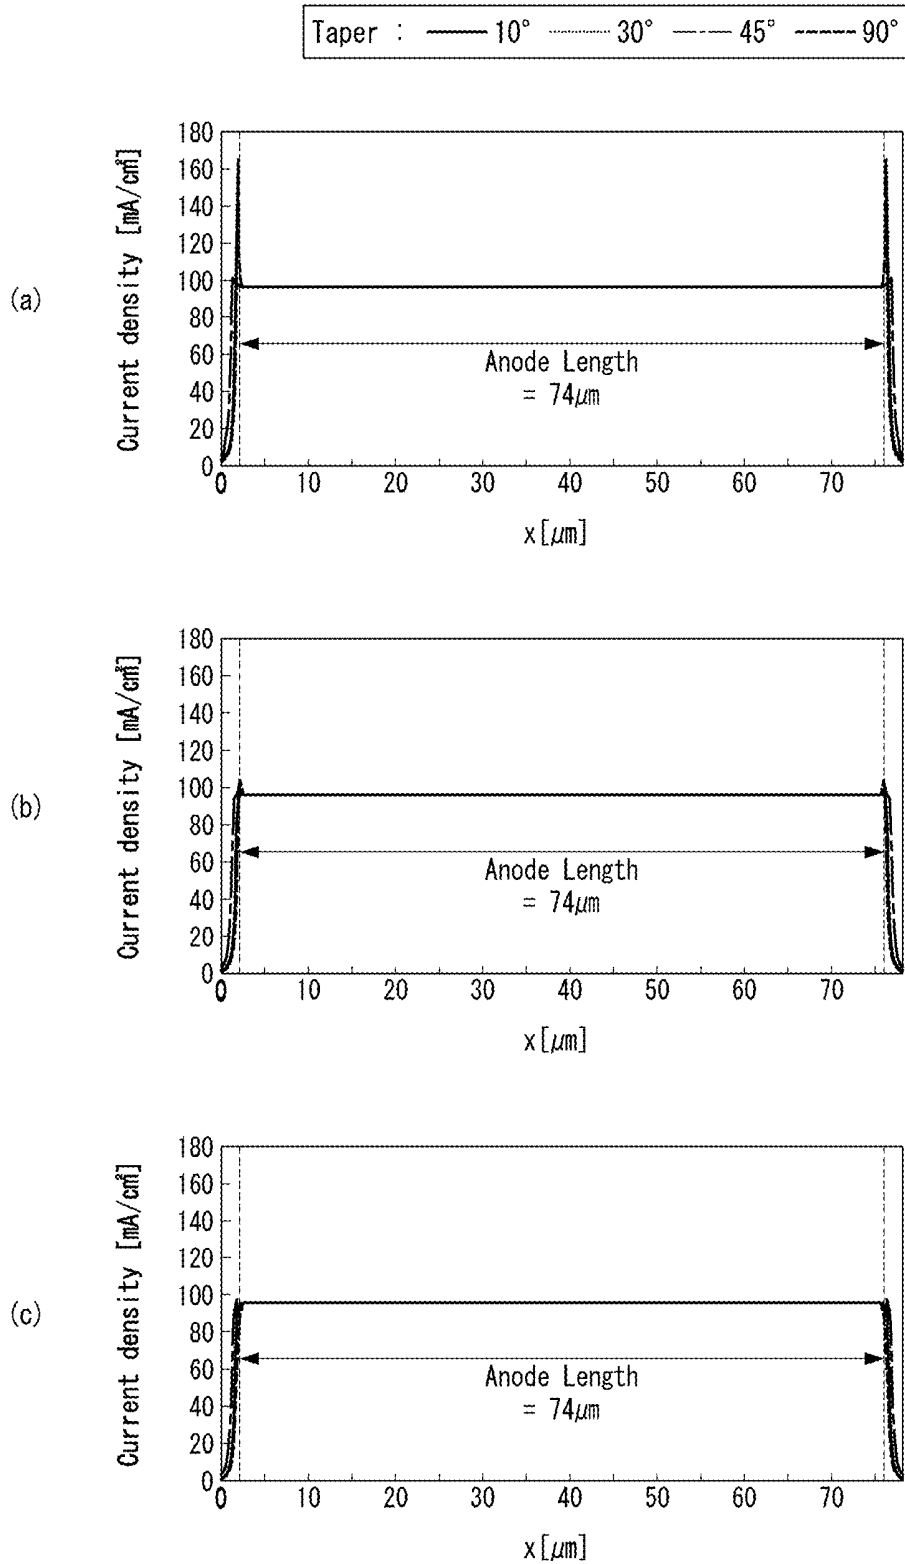 Taper : 10° 30° 45° 90°
(a)
Current density [mA/cm²]
180
160
140
120
100
80
60
40
20
0
Anode Length
= 74μm
0 10 20 30 40 50 60 70
x[μm]
(b)
Current density [mA/cm²]
180
160
140
120
100
80
60
40
20
0
Anode Length
= 74μm
0 10 20 30 40 50 60 70
x[μm]
(c)
Current density [mA/cm²]
180
160
140
120
100
80
60
40
20
0
Anode Length
= 74μm
0 10 20 30 40 50 60 70
x[μm]